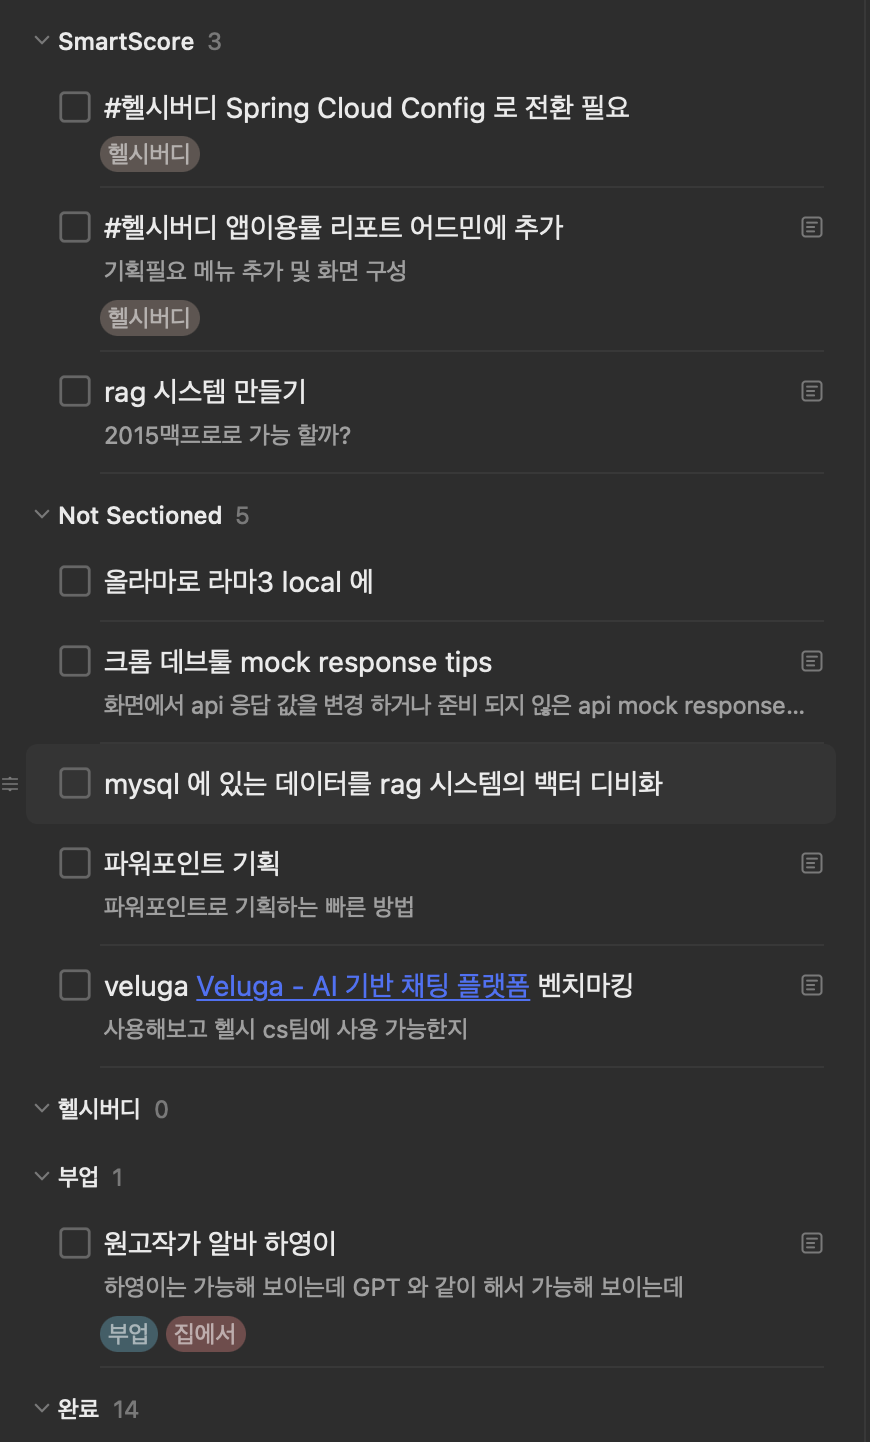 SmartScore 3
#헬시버디 Spring Cloud Config 로 전환 필요
헬시버디
#헬시버디 앱이용률 리포트 어드민에 추가
기획필요 메뉴 추가 및 화면 구성
헬시버디
rag 시스템 만들기
2015맥프로로 가능 할까?
Not Sectioned 5
올라마로 라마3 local 에
크롬 데브툴 mock response tips
화면에서 api 응답 값을 변경 하거나 준비 되지 않은 api mock response...
mysql 에 있는 데이터를 rag 시스템의 백터 디비화
파워포인트 기획
파워포인트로 기획하는 빠른 방법
veluga Veluga - AI 기반 채팅 플랫폼 벤치마킹
사용해보고 헬시 cs팀에 사용 가능한지
헬시버디 0
부업 1
원고작가 알바 하영이
하영이는 가능해 보이는데 GPT 와 같이 해서 가능해 보이는데
부업 집에서
완료 14